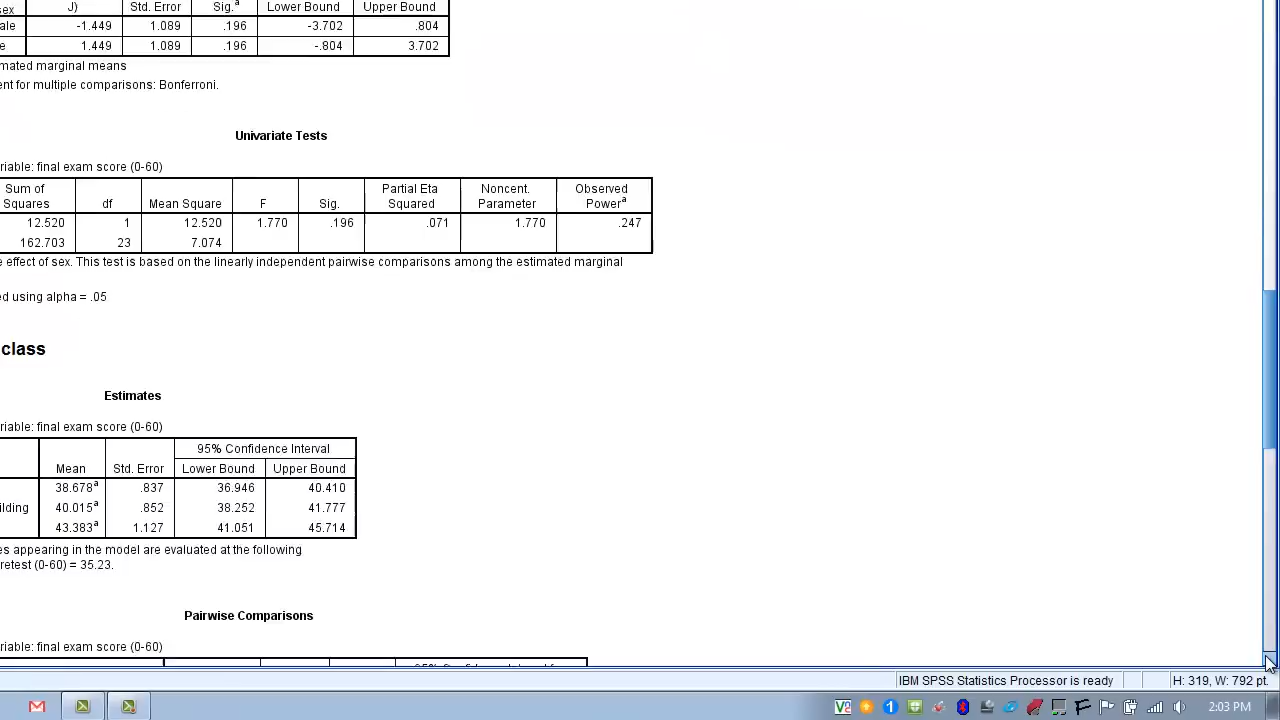 sex J) Std. Error Sig.a Lower Bound Upper Bound
ale -1.449 1.089 .196 -3.702 .804
e 1.449 1.089 .196 -.804 3.702
mated marginal means
ent for multiple comparisons: Bonferroni.
Univariate Tests
riable: final exam score (0-60)
Sum of Squares df Mean Square F Sig. Partial Eta Squared Noncent. Parameter Observed Powera
12.520 1 12.520 1.770 .196 .071 1.770 .247
162.703 23 7.074
e effect of sex. This test is based on the linearly independent pairwise comparisons among the estimated marginal
ed using alpha = .05
class
Estimates
riable: final exam score (0-60)
95% Confidence Interval
Mean Std. Error Lower Bound Upper Bound
38.678a .837 36.946 40.410
ilding 40.015a .852 38.252 41.777
43.383a 1.127 41.051 45.714
es appearing in the model are evaluated at the following
retest (0-60) = 35.23.
Pairwise Comparisons
riable: final exam score (0-60)
IBM SPSS Statistics Processor is ready H: 319, W: 792 pt.
2:03 PM